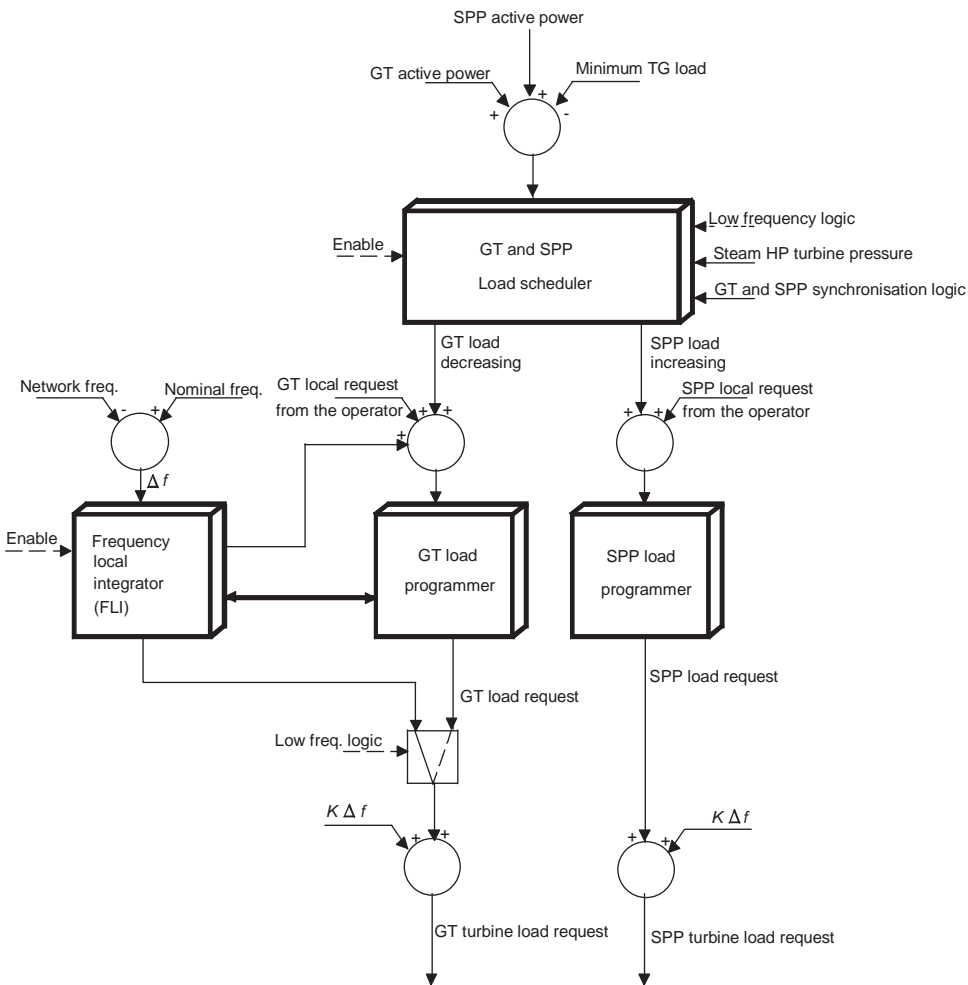 SPP active power
GT active power
Minimum TG load
+
+
-
Enable
GT and SPP
Load scheduler
Low frequency logic
Steam HP turbine pressure
GT and SPP synchronisation logic
GT load
decreasing
SPP load
increasing
Network freq.
Nominal freq.
-
+
GT local request
from the operator
+
+
+
SPP local request
from the operator
+
+
Δ f
Enable
Frequency
local
integrator
(FLI)
GT load
programmer
SPP load
programmer
GT load request
SPP load request
Low freq. logic
K Δ f
+
+
K Δ f
+
+
GT turbine load request
SPP turbine load request